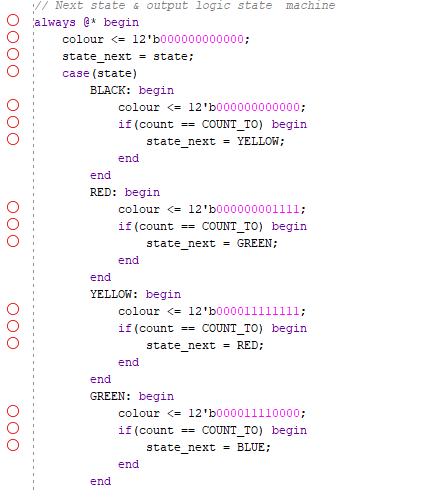 // Next state & output logic state  machine
always @* begin
    colour <= 12'b000000000000;
    state_next = state;
    case(state)
        BLACK: begin
            colour <= 12'b000000000000;
            if(count == COUNT_TO) begin
                state_next = YELLOW;
            end
        end
        RED: begin
            colour <= 12'b000000001111;
            if(count == COUNT_TO) begin
                state_next = GREEN;
            end
        end
        YELLOW: begin
            colour <= 12'b000011111111;
            if(count == COUNT_TO) begin
                state_next = RED;
            end
        end
        GREEN: begin
            colour <= 12'b000011110000;
            if(count == COUNT_TO) begin
                state_next = BLUE;
            end
        end